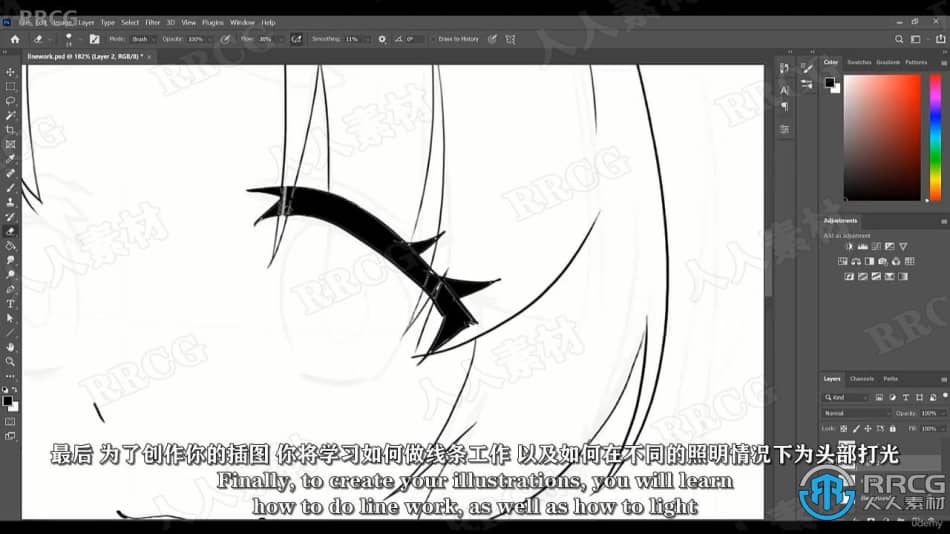 File Edit Image Layer Type Select Filter 3D View Plugins Window Help
RRCG
Mode: Brush Opacity: 100% Flow: 38% Smoothing: 11% 0° Erase to History
linework.psd @ 182% (Layer 2, RGB/8) *
Color Swatches Gradients Patterns
人人素材
RRCG
Adjustments
Add an adjustment
Layers Channels Paths
Kind
Normal Opacity: 100%
Lock: Fill: 100%
最后 为了创作你的插图 你将学习如何做线条工作 以及如何在不同的照明情况下为头部打光
Finally, to create your illustrations, you will learn
how to do line work, as well as how to light
RRCG
人人素材
ûdemy